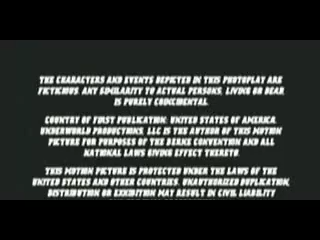 THE CHARACTERS AND EVENTS DEPICTED IN THIS PHOTOPLAY ARE
FICTICIOUS. ANY SIMILARITY TO ACTUAL PERSONS, LIVING OR DEAD
IS PURELY COINCIDENTAL.
COUNTRY OF FIRST PUBLICATION: UNITED STATES OF AMERICA.
UNDERWORLD PRODUCTIONS, LLC IS THE AUTHOR OF THIS MOTION
PICTURE FOR PURPOSES OF THE BERNE CONVENTION AND ALL
NATIONAL LAWS GIVING EFFECT THERETO.
THIS MOTION PICTURE IS PROTECTED UNDER THE LAWS OF THE
UNITED STATES AND OTHER COUNTRIES. UNAUTHORIZED DUPLICATION,
DISTRIBUTION OR EXHIBITION MAY RESULT IN CIVIL LIABILITY